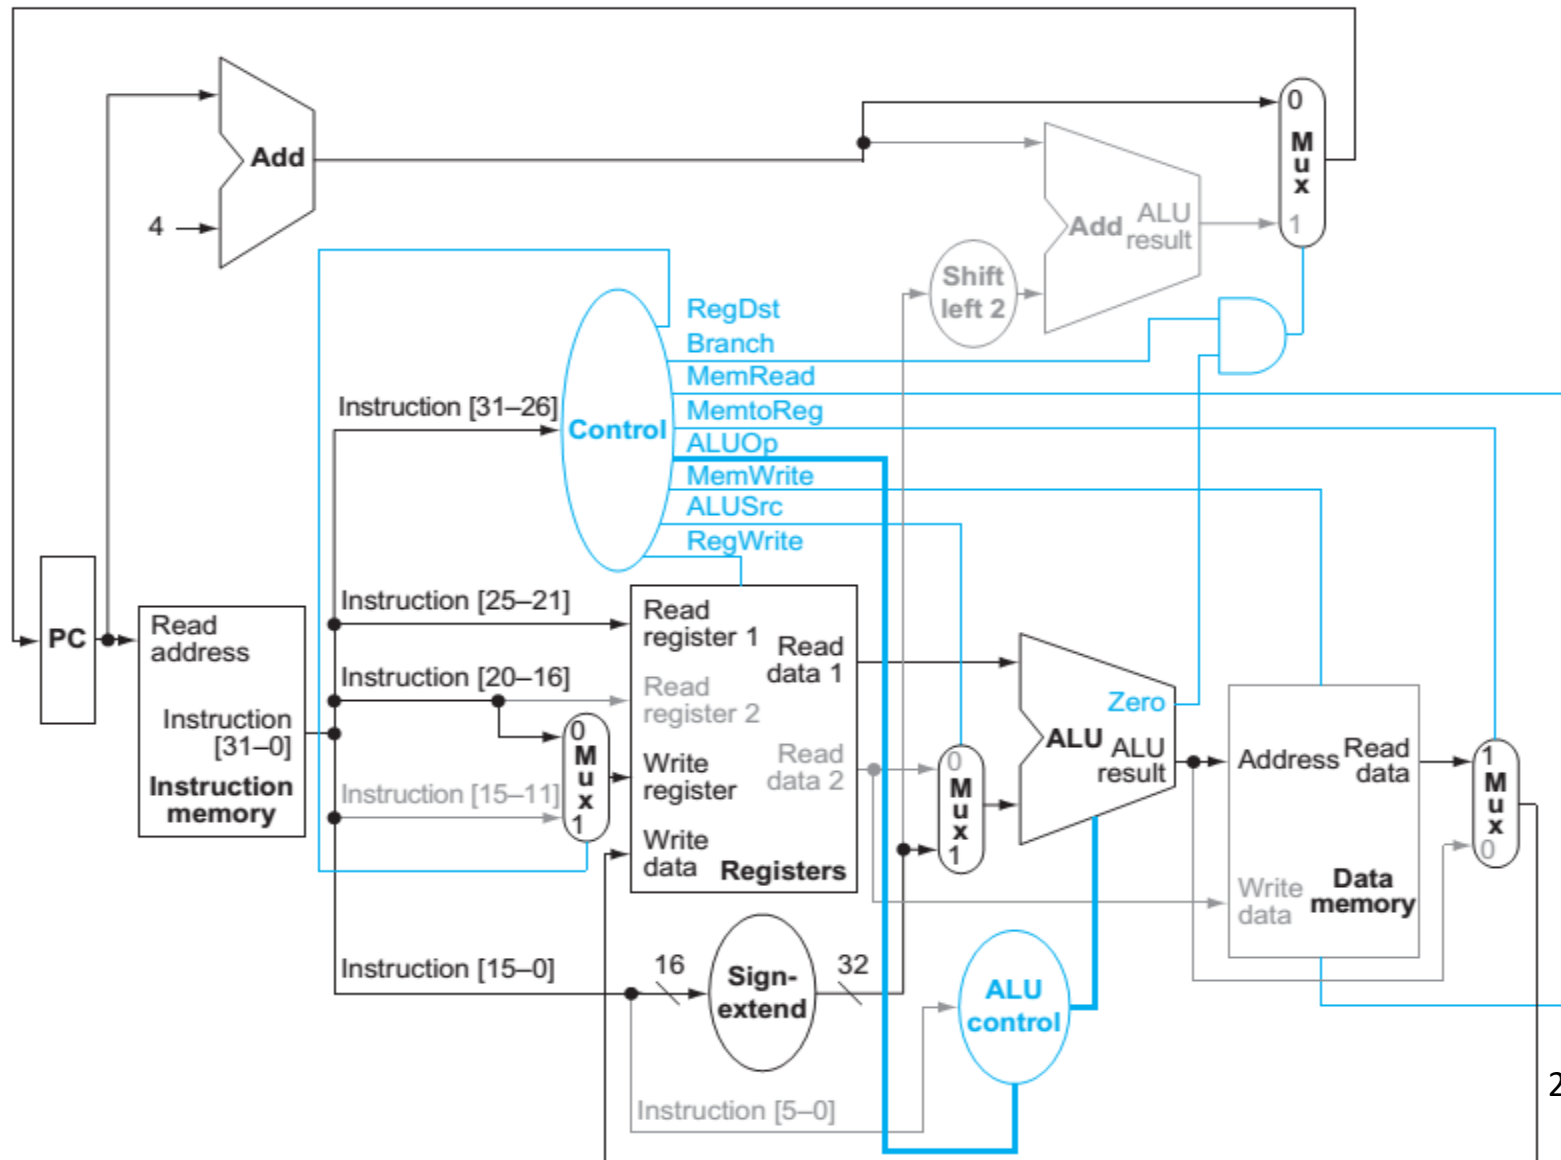 0
M
u
x
1
Add
4
Add
ALU
result
Shift
left 2
RegDst
Branch
MemRead
MemtoReg
ALUOp
MemWrite
ALUSrc
RegWrite
Control
Instruction [31–26]
Instruction [25–21]
Instruction [20–16]
Instruction [15–11]
Instruction [15–0]
Instruction [5–0]
PC
Read
address
Instruction
[31–0]
Instruction
memory
0
M
u
x
1
Read
register 1
Read
register 2
Write
register
Write
data
Read
data 1
Read
data 2
Registers
16
Sign-
extend
32
0
M
u
x
1
Zero
ALU
ALU
result
ALU
control
Address
Read
data
Write
data
Data
memory
1
M
u
x
0
2